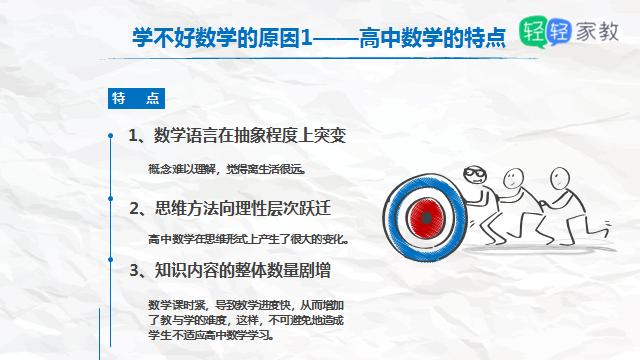 学不好数学的原因1——高中数学的特点
轻轻家教
特 点
1、数学语言在抽象程度上突变
概念难以理解，觉得离生活很远。
2、思维方法向理性层次跃迁
高中数学在思维形式上产生了很大的变化。
3、知识内容的整体数量剧增
数学课时紧，导致教学进度快，从而增加
了教与学的难度，这样，不可避免地造成
学生不适应高中数学学习。